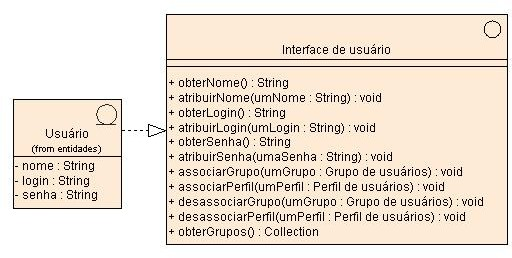 Interface de usuário
+ obterNome() : String
+ atribuirNome(umNome : String) : void
+ obterLogin() : String
+ atribuirLogin(umLogin : String) : void
+ obterSenha() : String
+ atribuirSenha(umaSenha : String) : void
+ associarGrupo(umGrupo : Grupo de usuários) : void
+ associarPerfil(umPerfil : Perfil de usuários) : void
+ desassociarGrupo(umGrupo : Grupo de usuários) : void
+ desassociarPerfil(umPerfil : Perfil de usuários) : void
+ obterGrupos() : Collection
Usuário
(from entidades)
- nome : String
- login : String
- senha : String